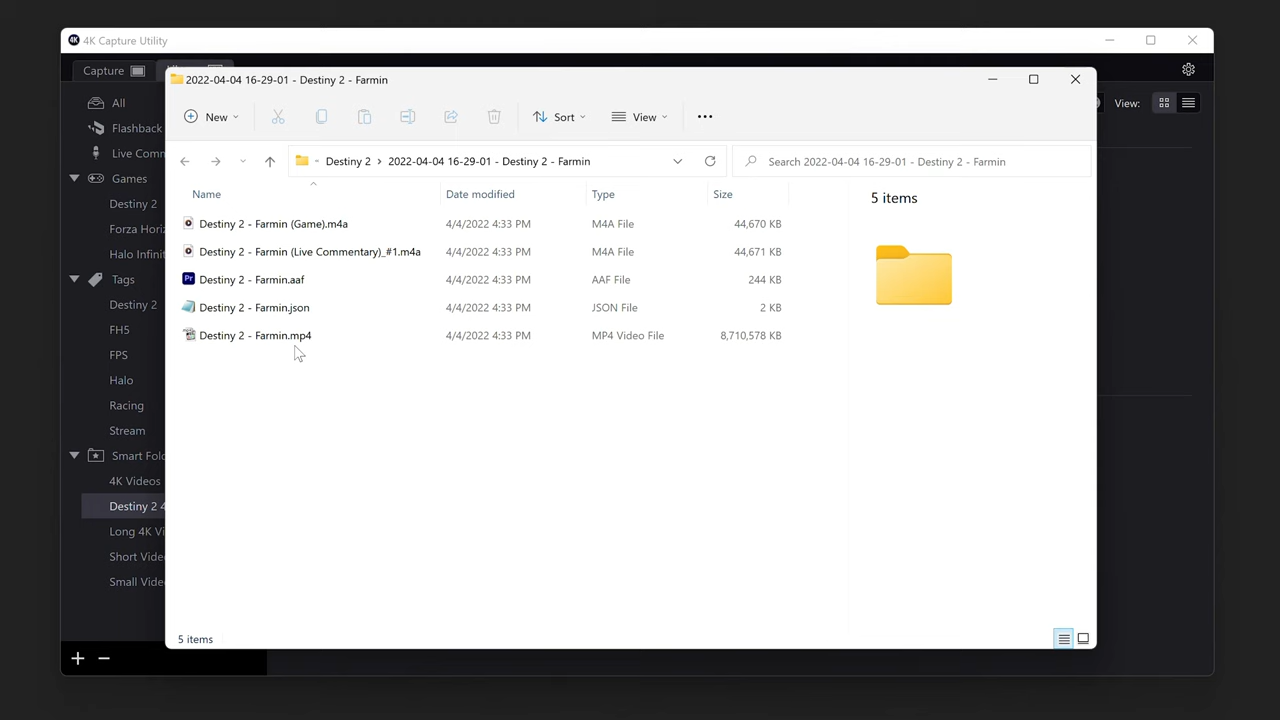 4K Capture Utility
Capture
2022-04-04 16-29-01 - Destiny 2 - Farmin
New
Sort
View
Destiny 2 > 2022-04-04 16-29-01 - Destiny 2 - Farmin
Search 2022-04-04 16-29-01 - Destiny 2 - Farmin
View:
Name Date modified Type Size
Destiny 2 - Farmin (Game).m4a 4/4/2022 4:33 PM M4A File 44,670 KB
Destiny 2 - Farmin (Live Commentary)_#1.m4a 4/4/2022 4:33 PM M4A File 44,671 KB
Destiny 2 - Farmin.aaf 4/4/2022 4:33 PM AAF File 244 KB
Destiny 2 - Farmin.json 4/4/2022 4:33 PM JSON File 2 KB
Destiny 2 - Farmin.mp4 4/4/2022 4:33 PM MP4 Video File 8,710,578 KB
5 items
5 items
All
Flashback
Live Comm
Games
Destiny 2
Forza Horiz
Halo Infinit
Tags
Destiny 2
FH5
FPS
Halo
Racing
Stream
Smart Fol
4K Videos
Destiny 2 4
Long 4K Vi
Short Vide
Small Vide